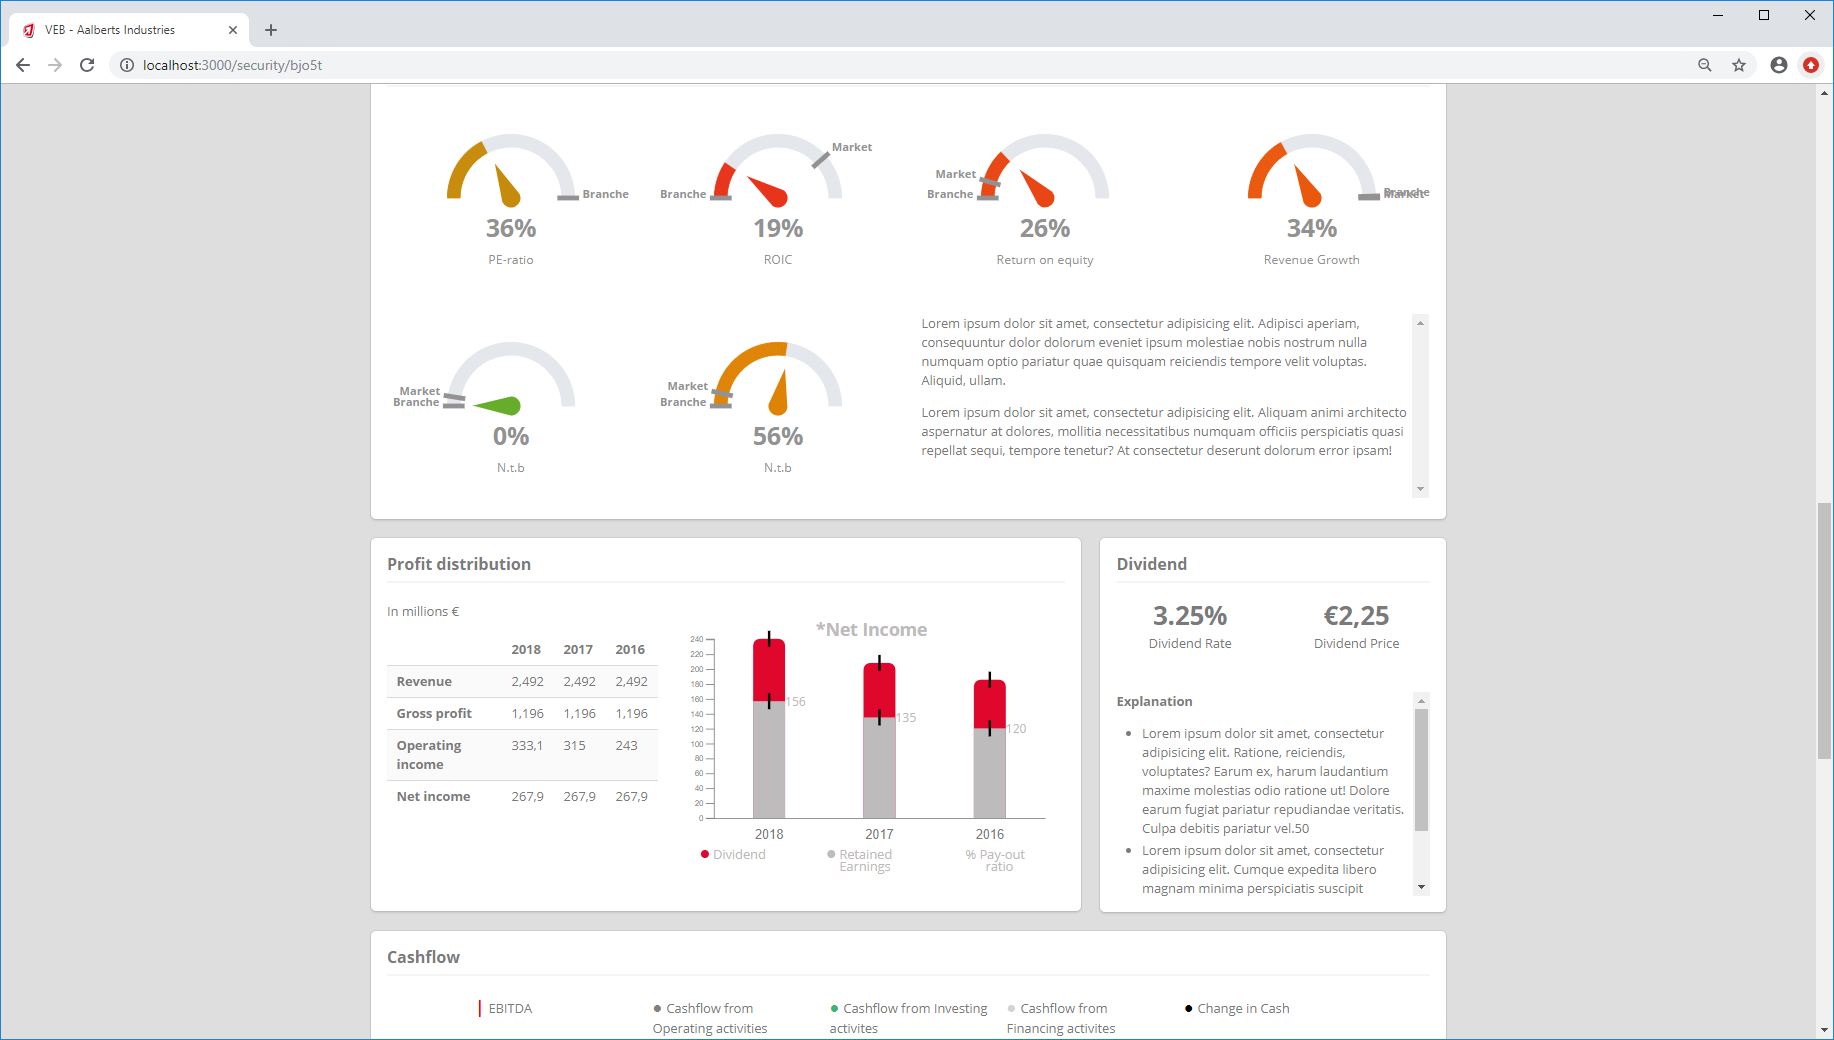 VEB - Aalberts Industries
localhost:3000/security/bjo5t
Branche
36%
PE-ratio
Market
Branche
19%
ROIC
Market
Branche
26%
Return on equity
Branche
Market
34%
Revenue Growth
Market
Branche
0%
N.t.b
Market
Branche
56%
N.t.b
Lorem ipsum dolor sit amet, consectetur adipisicing elit. Adipisci aperiam,
consequuntur dolor dolorum eveniet ipsum molestiae nobis nostrum nulla
numquam optio pariatur quae quisquam reiciendis tempore velit voluptas.
Aliquid, ullam.
Lorem ipsum dolor sit amet, consectetur adipisicing elit. Aliquam animi architecto
aspernatur at dolores, mollitia necessitatibus numquam officiis perspiciatis quasi
repellat sequi, tempore tenetur? At consectetur deserunt dolorum error ipsam!
Profit distribution
In millions €
2018 2017 2016
Revenue 2,492 2,492 2,492
Gross profit 1,196 1,196 1,196
Operating income 333,1 315 243
Net income 267,9 267,9 267,9
*Net Income
240
220
200
180
160
140
120
100
80
60
40
20
0
156
135
120
2018 2017 2016
Dividend
Retained
Earnings
% Pay-out
ratio
Dividend
3.25%
Dividend Rate
€2,25
Dividend Price
Explanation
Lorem ipsum dolor sit amet, consectetur
adipisicing elit. Ratione, reiciendis,
voluptates? Earum ex, harum laudantium
maxime molestias odio ratione ut! Dolore
earum fugiat pariatur repudiandae veritatis.
Culpa debitis pariatur vel.50
Lorem ipsum dolor sit amet, consectetur
adipisicing elit. Cumque expedita libero
magnam minima perspiciatis suscipit
Cashflow
EBITDA
Cashflow from
Operating activities
Cashflow from Investing
activites
Cashflow from
Financing activites
Change in Cash